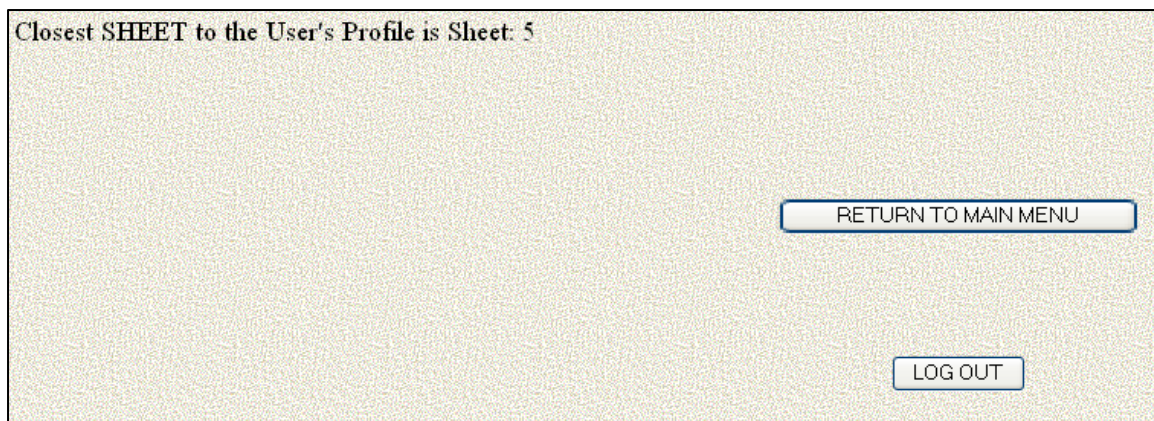 Closest SHEET to the User's Profile is Sheet: 5
RETURN TO MAIN MENU
LOG OUT